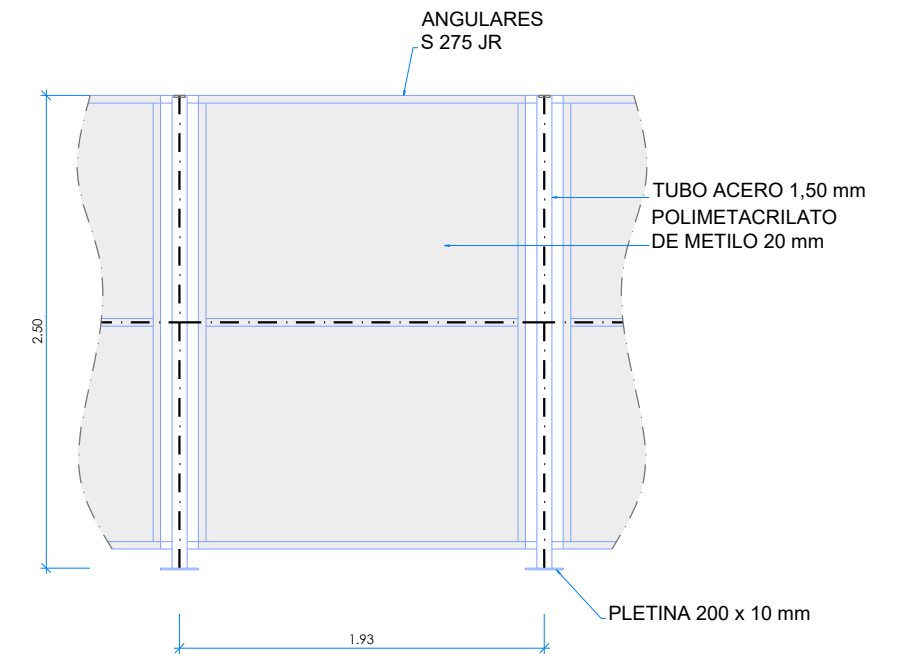 ANGULARES
S 275 JR
TUBO ACERO 1,50 mm
POLIMETACRILATO
DE METILO 20 mm
2.50
PLETINA 200 x 10 mm
1.93